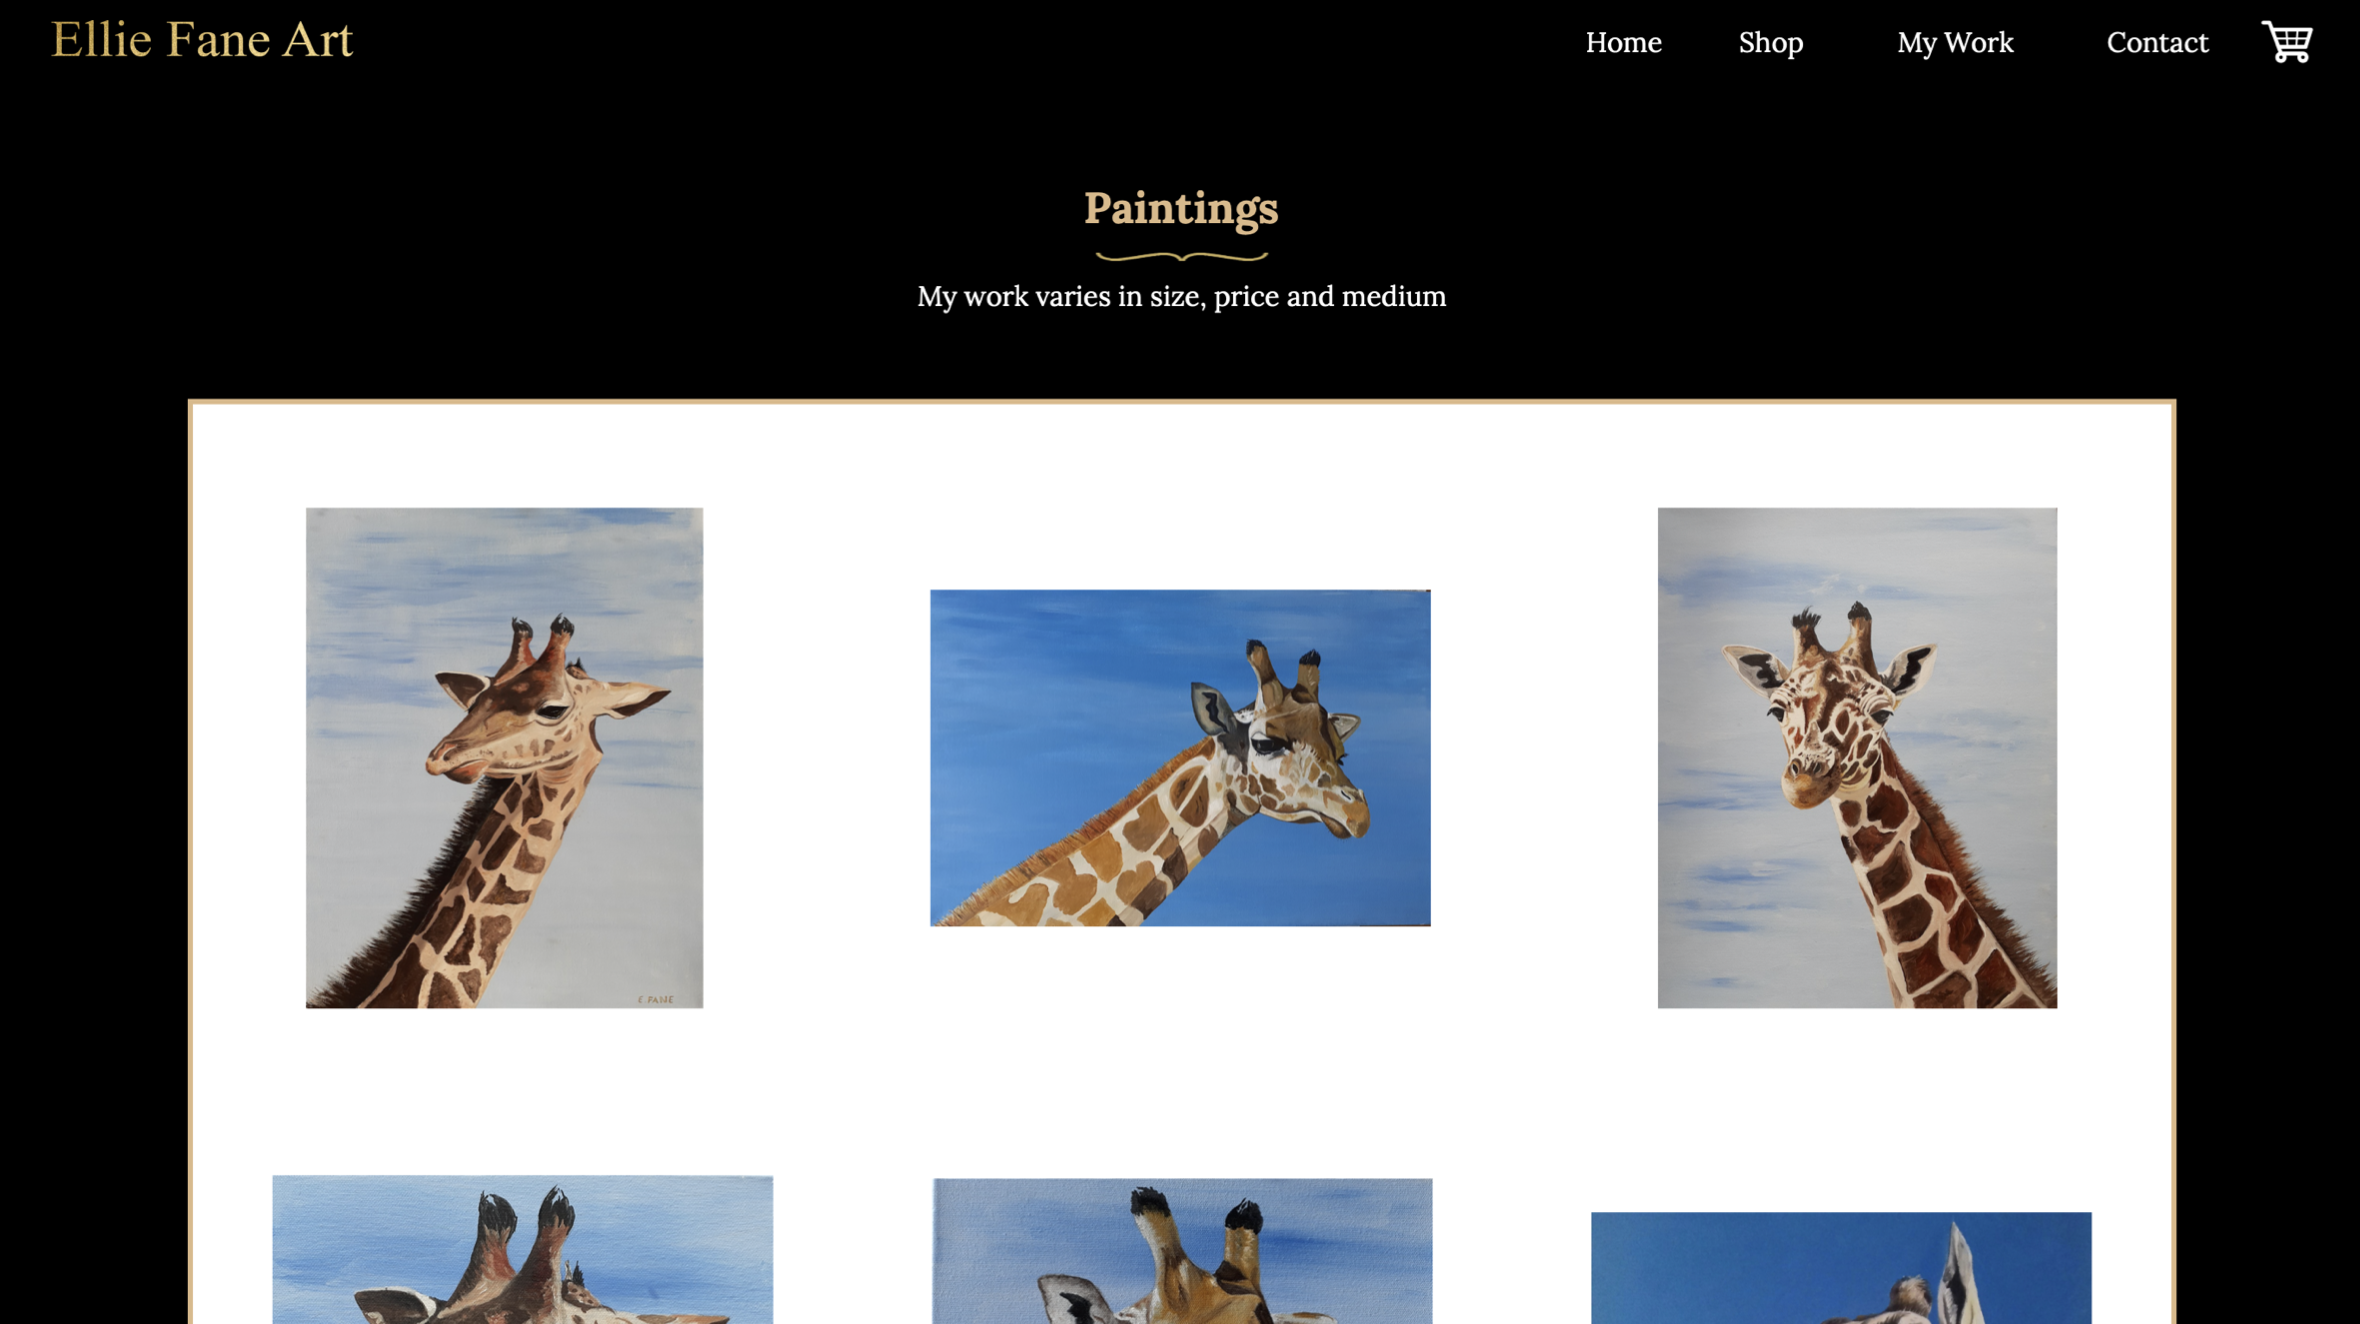 Ellie Fane Art
Home Shop My Work Contact
Paintings
My work varies in size, price and medium
E FANE